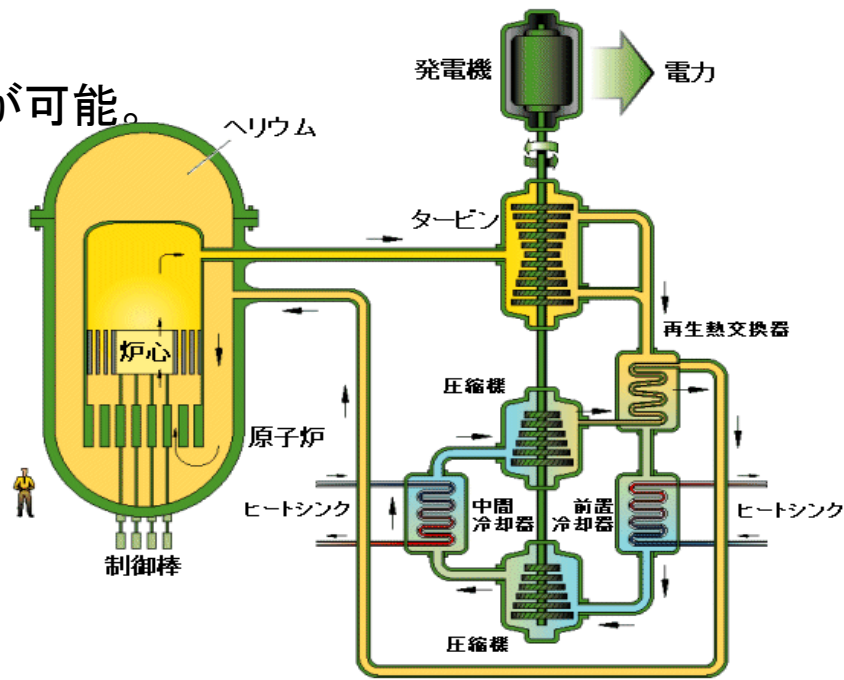 が可能。
発電機
電力
ヘリウム
タービン
再生熱交換器
炉心
圧縮機
原子炉
ヒートシンク
中間
冷却器
前置
冷却器
ヒートシンク
制御棒
圧縮機